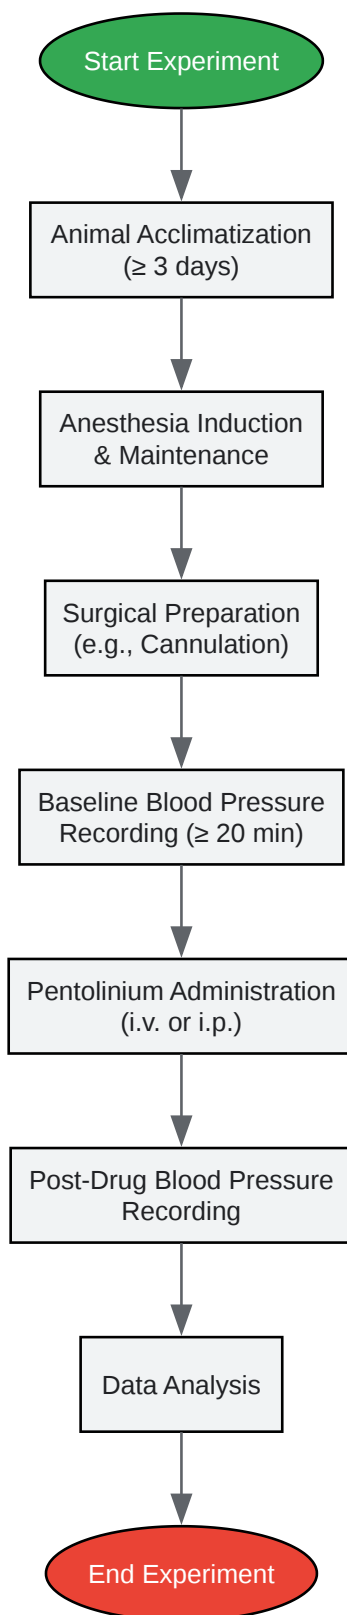 Start Experiment
Animal Acclimatization
(≥ 3 days)
Anesthesia Induction
& Maintenance
Surgical Preparation
(e.g., Cannulation)
Baseline Blood Pressure
Recording (≥ 20 min)
Pentolinium Administration
(i.v. or i.p.)
Post-Drug Blood Pressure
Recording
Data Analysis
End Experiment